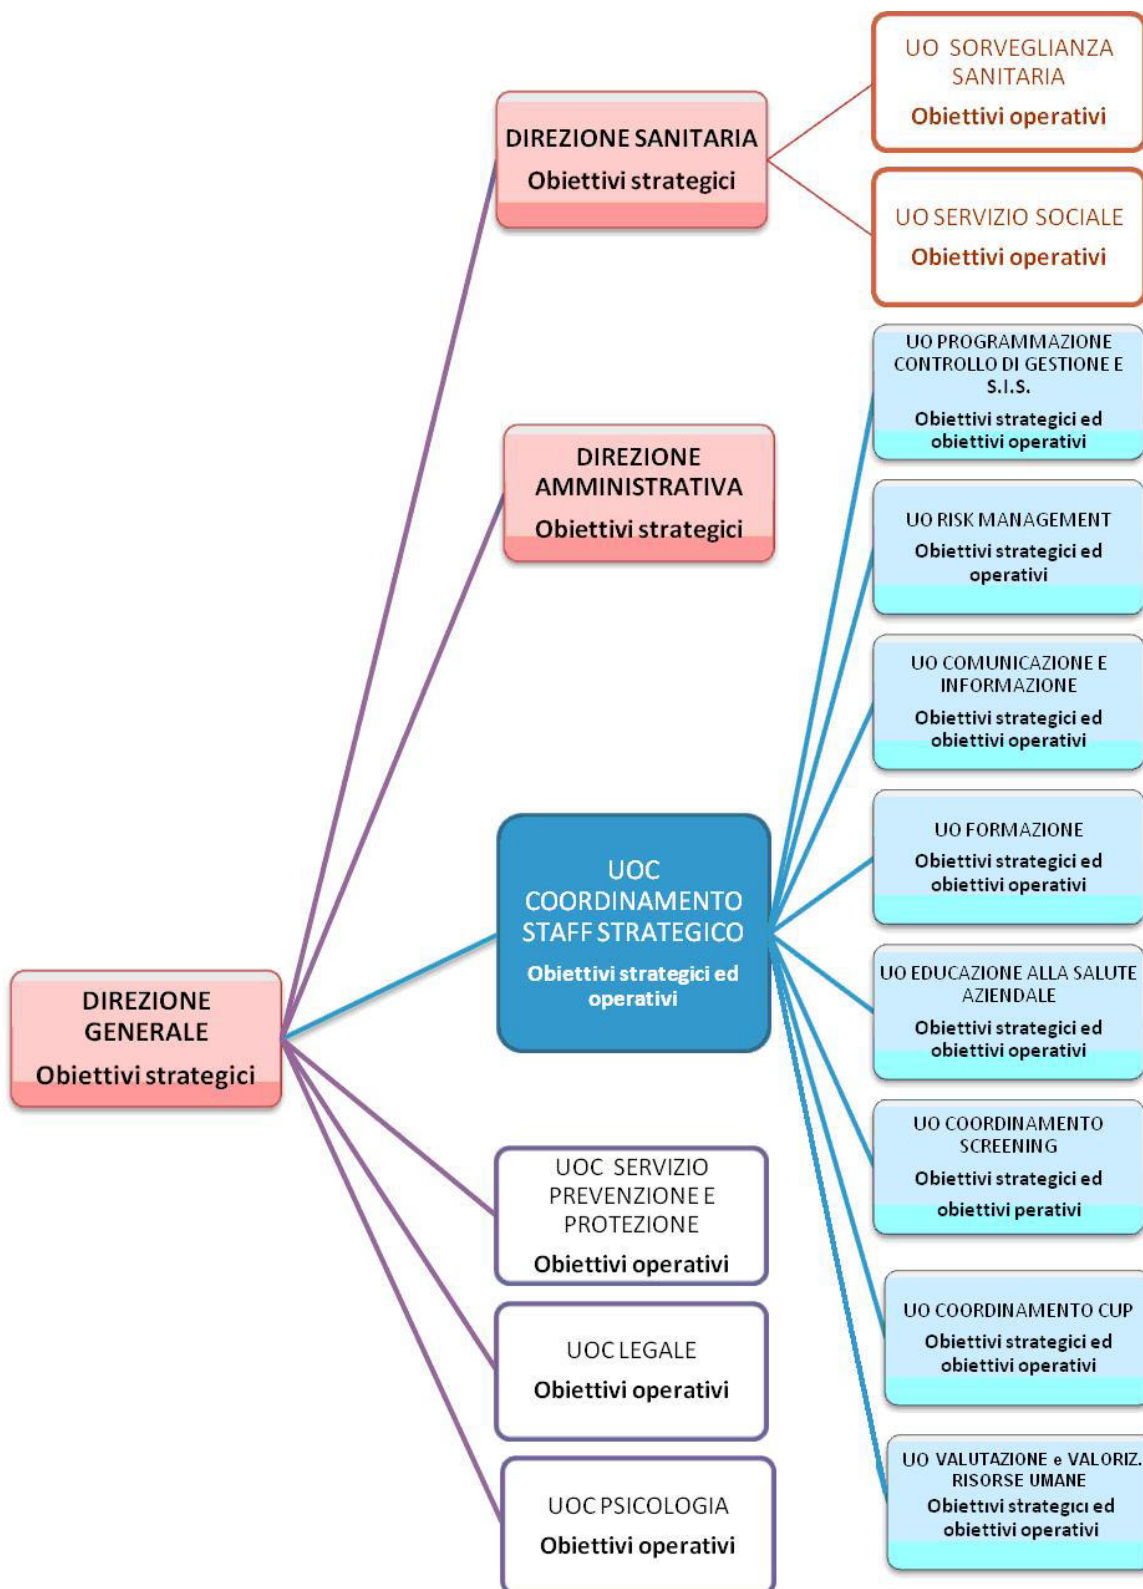 UO SORVEGLIANZA
SANITARIA
Obiettivi operativi
DIREZIONE SANITARIA
Obiettivi strategici
UO SERVIZIO SOCIALE
Obiettivi operativi
UO PROGRAMMAZIONE
CONTROLLO DI GESTIONE E
S.I.S.
Obiettivi strategici ed
obiettivi operativi
DIREZIONE
AMMINISTRATIVA
Obiettivi strategici
UO RISK MANAGEMENT
Obiettivi strategici ed
operativi
UO COMUNICAZIONE E
INFORMAZIONE
Obiettivi strategici ed
obiettivi operativi
UO FORMAZIONE
Obiettivi strategici ed
obiettivi operativi
UOC
COORDINAMENTO
STAFF STRATEGICO
Obiettivi strategici ed
operativi
UO EDUCAZIONE ALLA SALUTE
AZIENDALE
Obiettivi strategici ed
obiettivi operativi
DIREZIONE
GENERALE
Obiettivi strategici
UO COORDINAMENTO
SCREENING
Obiettivi strategici ed
obiettivi perativi
UOC SERVIZIO
PREVENZIONE E
PROTEZIONE
Obiettivi operativi
UO COORDINAMENTO CUP
Obiettivi strategici ed
obiettivi operativi
UOC LEGALE
Obiettivi operativi
UO VALUTAZIONE e VALORIZ.
RISORSE UMANE
Obiettivi strategici ed
obiettivi operativi
UOC PSICOLOGIA
Obiettivi operativi